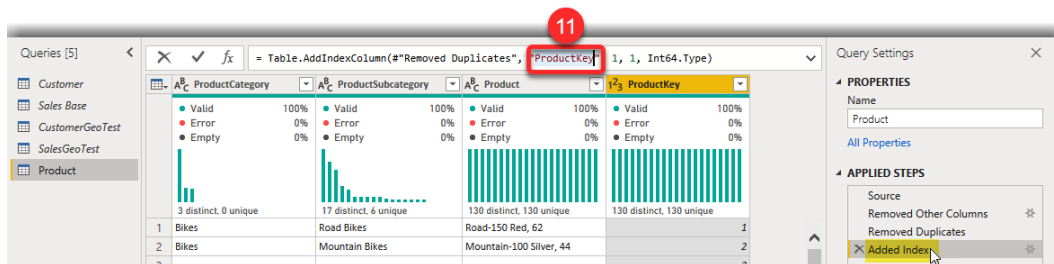 11
Queries [5]
= Table.AddIndexColumn(#"Removed Duplicates", "ProductKey" 1, 1, Int64.Type)
Query Settings
Customer
Sales Base
CustomerGeoTest
SalesGeoTest
Product
ABC ProductCategory ABC ProductSubcategory ABC Product 123 ProductKey
Valid 100% Valid 100% Valid 100% Valid 100%
Error 0% Error 0% Error 0% Error 0%
Empty 0% Empty 0% Empty 0% Empty 0%
3 distinct, 0 unique 17 distinct, 6 unique 130 distinct, 130 unique 130 distinct, 130 unique
1 Bikes Road Bikes Road-150 Red, 62 1
2 Bikes Mountain Bikes Mountain-100 Silver, 44 2
PROPERTIES
Name
Product
All Properties
APPLIED STEPS
Source
Removed Other Columns
Removed Duplicates
Added Index